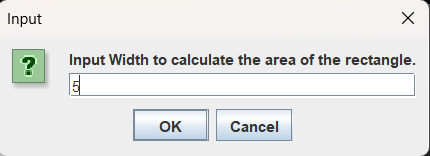 Input
?
Input Width to calculate the area of the rectangle.
5
OK Cancel